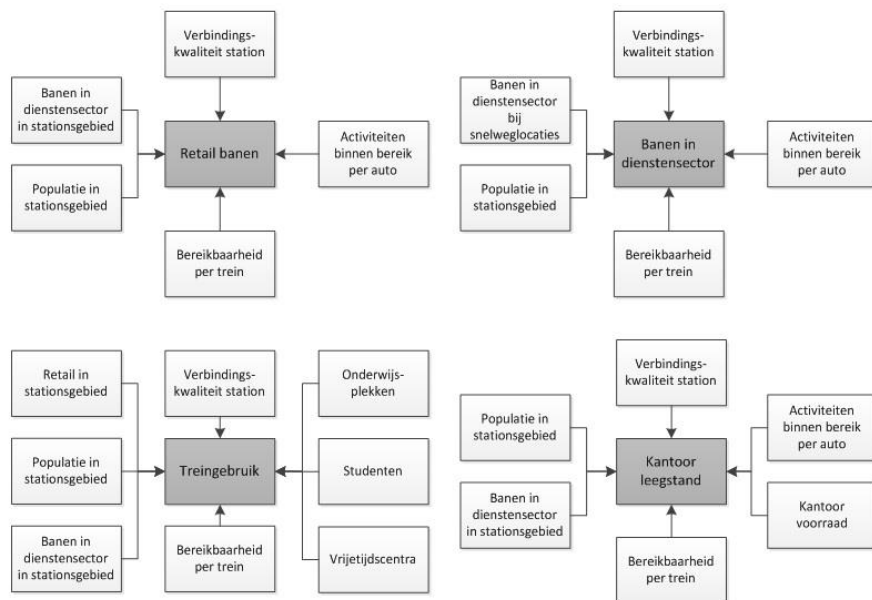 Verbindings-
kwaliteit station
Banen in
dienstensector
in stationsgebied
Retail banen
Activiteiten
binnen bereik
per auto
Populatie in
stationsgebied
Bereikbaarheid
per trein
Verbindings-
kwaliteit station
Banen in
dienstensector
bij
snelweglocaties
Banen in
dienstensector
Activiteiten
binnen bereik
per auto
Populatie in
stationsgebied
Bereikbaarheid
per trein
Retail in
stationsgebied
Verbindings-
kwaliteit station
Onderwijs-
plekken
Populatie in
stationsgebied
Treingebruik
Studenten
Banen in
dienstensector
in stationsgebied
Bereikbaarheid
per trein
Vrijetijdscentra
Verbindings-
kwaliteit station
Populatie in
stationsgebied
Activiteiten
binnen bereik
per auto
Kantoor
leegstand
Banen in
dienstensector
in stationsgebied
Kantoor
voorraad
Bereikbaarheid
per trein